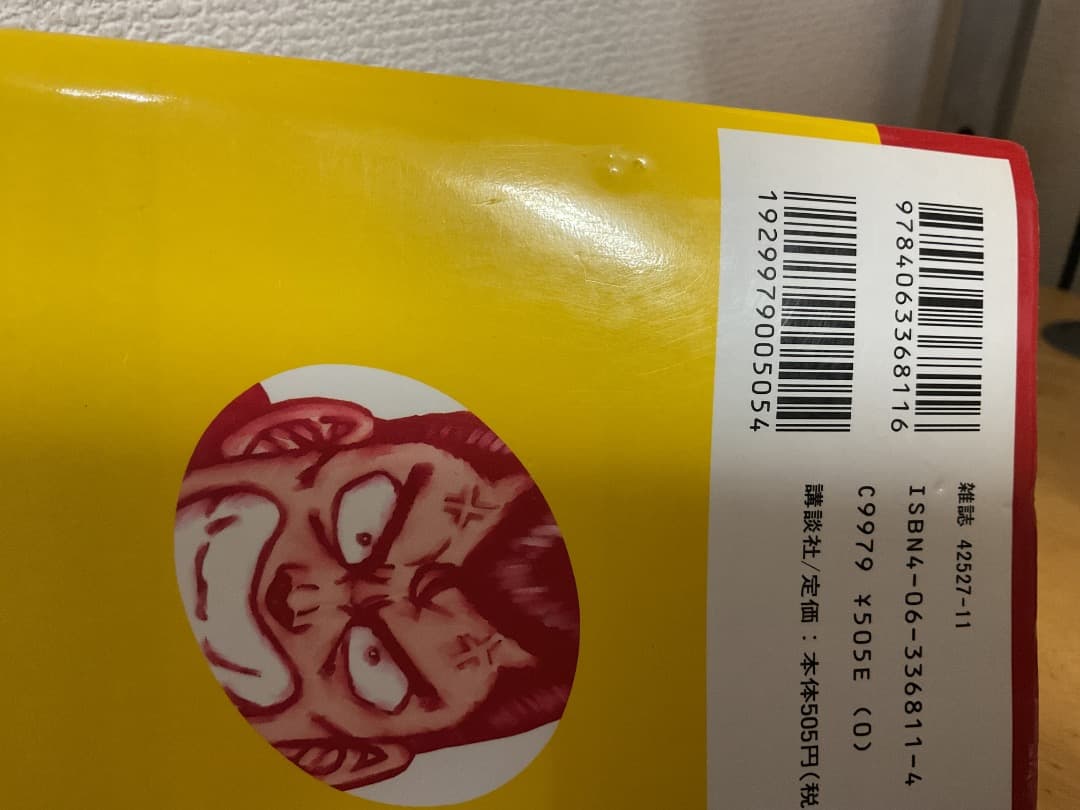 9784063368116
1929979005054
雑誌 42527-11
ISBN4-06-336811-4
C9979 ¥505E (0)
講談社/定価:本体505円(税